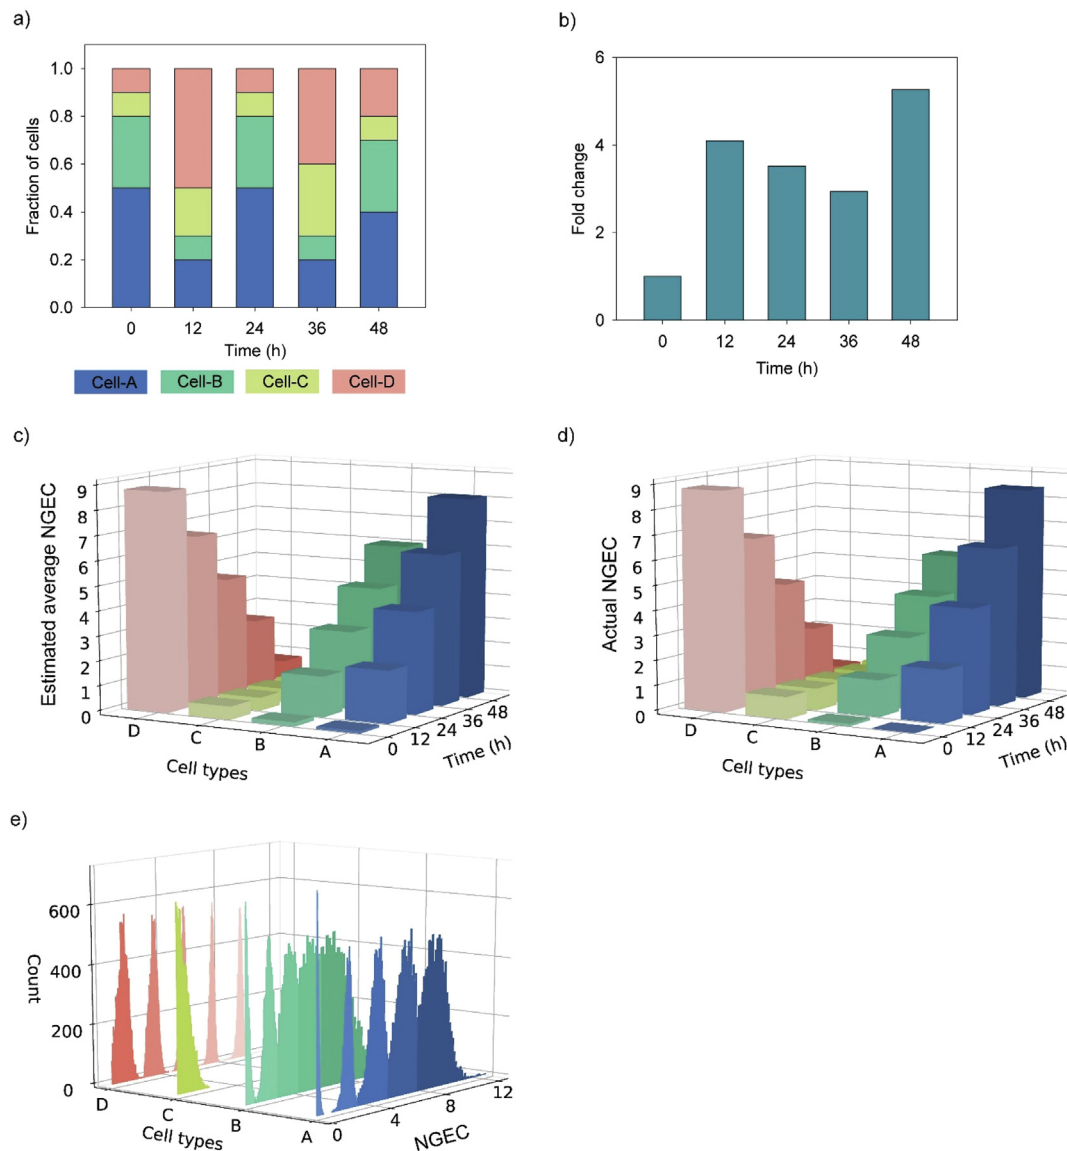 a)
Fraction of cells
1.0
0.8
0.6
0.4
0.2
0.0
0 12 24 36 48
Time (h)
Cell-A Cell-B Cell-C Cell-D
b)
Fold change
6
4
2
0
0 12 24 36 48
Time (h)
c)
Estimated average NGEC
9
8
7
6
5
4
3
2
1
0
D C B A
Cell types
0 12 24 36 48
Time (h)
d)
Actual NGEC
9
8
7
6
5
4
3
2
1
0
D C B A
Cell types
0 12 24 36 48
Time (h)
e)
Count
600
400
200
0
D C B A
Cell types
0 4 8 12
NGEC